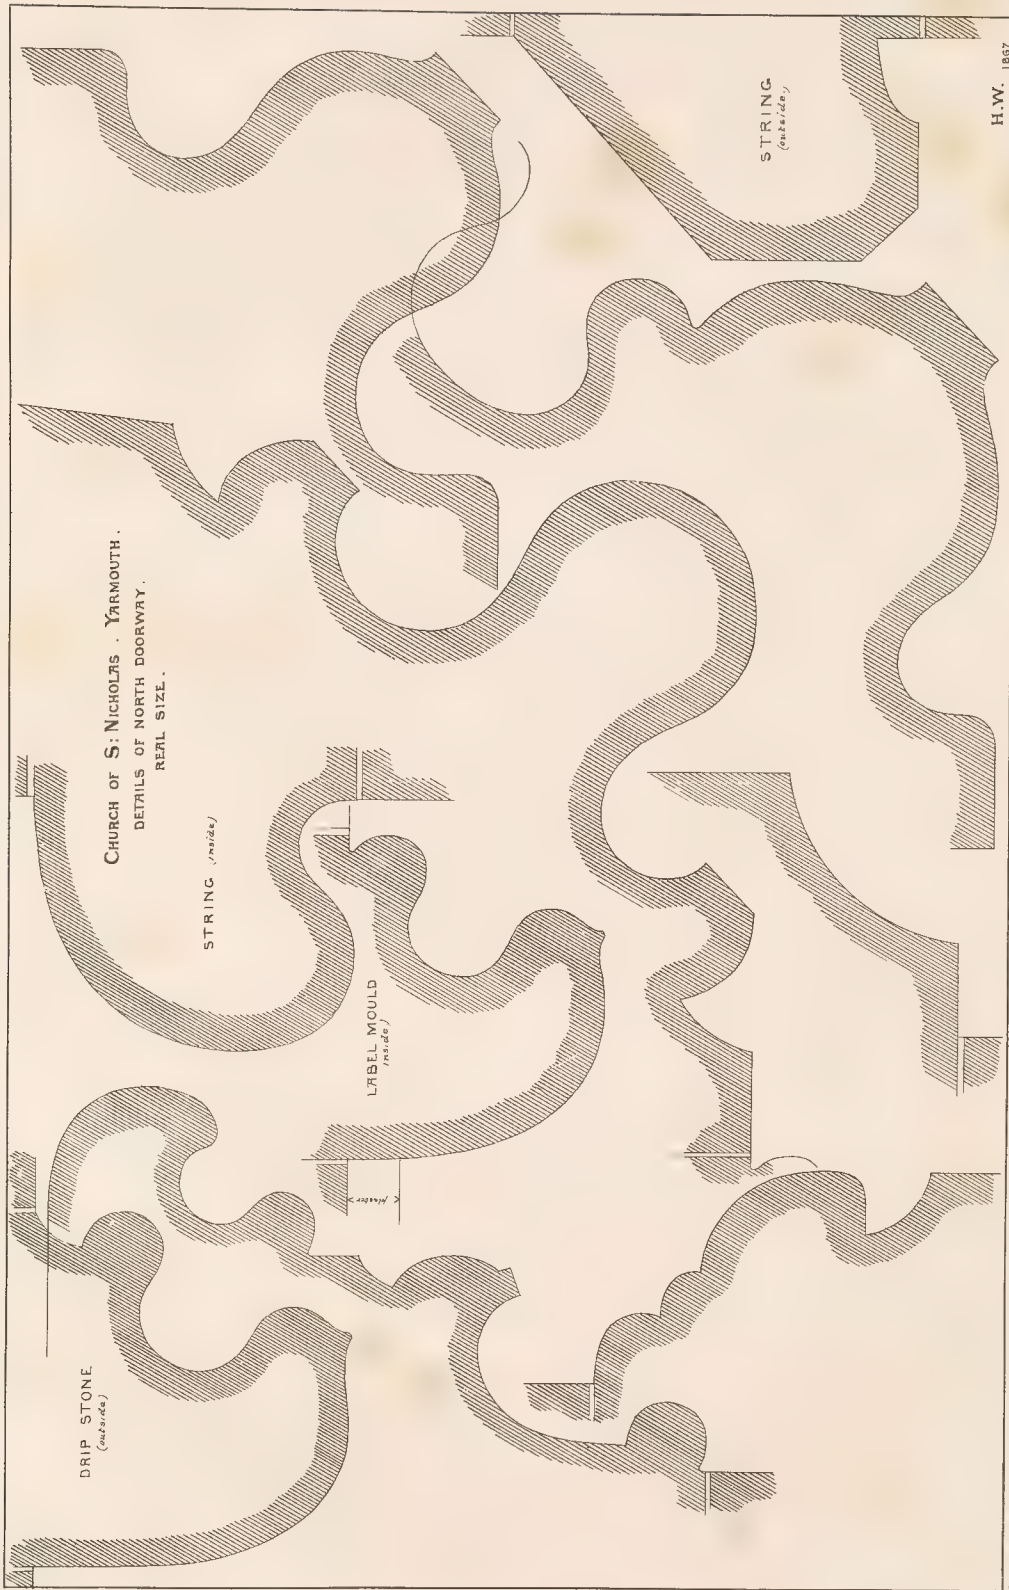 CHURCH OF S: NICHOLAS . YARMOUTH .
DETAILS OF NORTH DOORWAY .
REAL SIZE .
DRIP STONE
(outside)
STRING (inside)
LABEL MOULD
inside)
plaster
STRING
(outside)
H.W. 1867